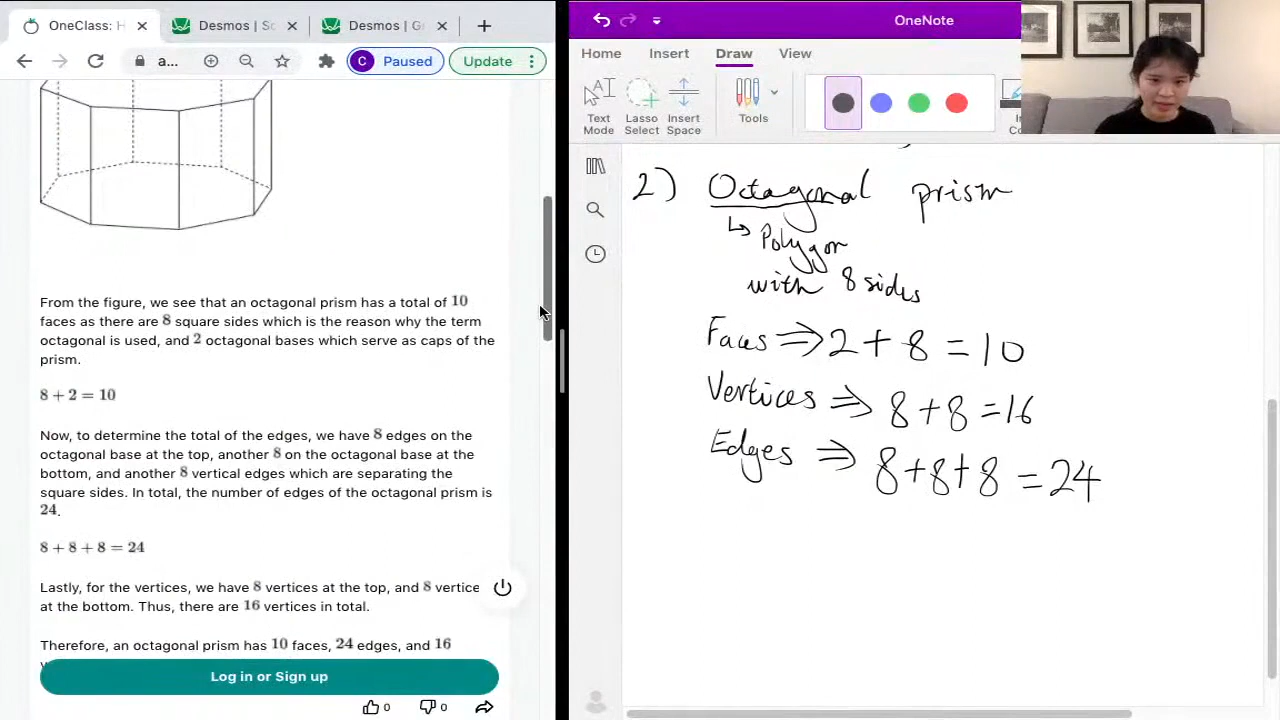 OneClass: H
Desmos | Sc
Desmos | G
a...
C Paused
Update
From the figure, we see that an octagonal prism has a total of 10
faces as there are 8 square sides which is the reason why the term
octagonal is used, and 2 octagonal bases which serve as caps of the
prism.
8 + 2 = 10
Now, to determine the total of the edges, we have 8 edges on the
octagonal base at the top, another 8 on the octagonal base at the
bottom, and another 8 vertical edges which are separating the
square sides. In total, the number of edges of the octagonal prism is
24.
8 + 8 + 8 = 24
Lastly, for the vertices, we have 8 vertices at the top, and 8 vertice
at the bottom. Thus, there are 16 vertices in total.
Therefore, an octagonal prism has 10 faces, 24 edges, and 16
Log in or Sign up
0
0
OneNote
Home Insert Draw View
Text Mode
Lasso Select
Insert Space
Tools
2) Octagonal prism
↳ Polygon
with 8 sides
Faces ⇒ 2 + 8 = 10
Vertices ⇒ 8 + 8 = 16
Edges ⇒ 8 + 8 + 8 = 24